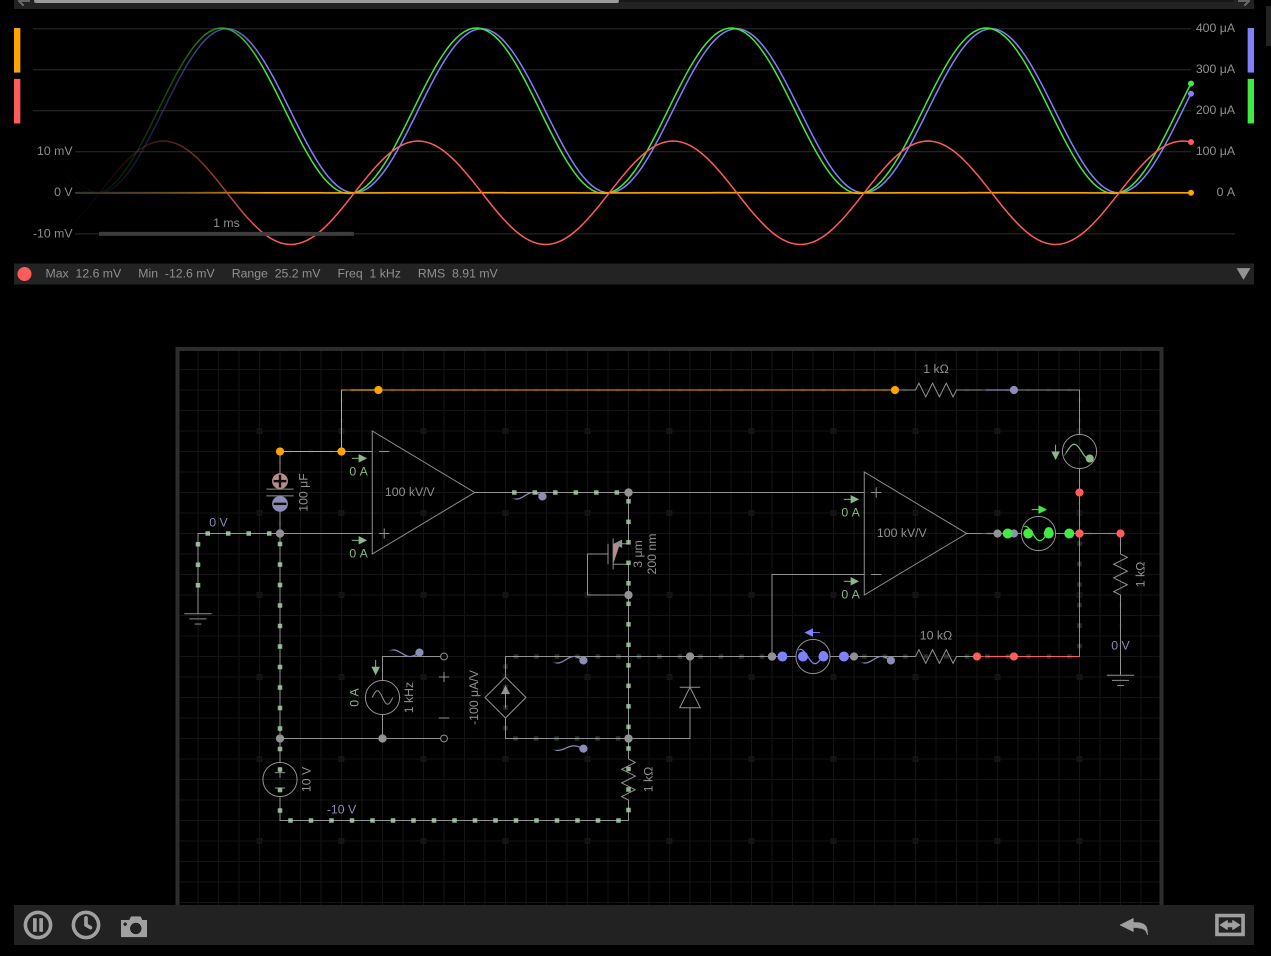 400 μA
300 μA
200 μA
10 mV
100 μA
0 V
0 A
1 ms
-10 mV
Max 12.6 mV Min -12.6 mV Range 25.2 mV Freq 1 kHz RMS 8.91 mV
1 kΩ
0 A
100 μF
100 kV/V
0 V
0 A
0 A
100 kV/V
3 μm
200 nm
0 A
1 kΩ
10 kΩ
0 V
0 A
1 kHz
-100 μA/V
10 V
1 kΩ
-10 V